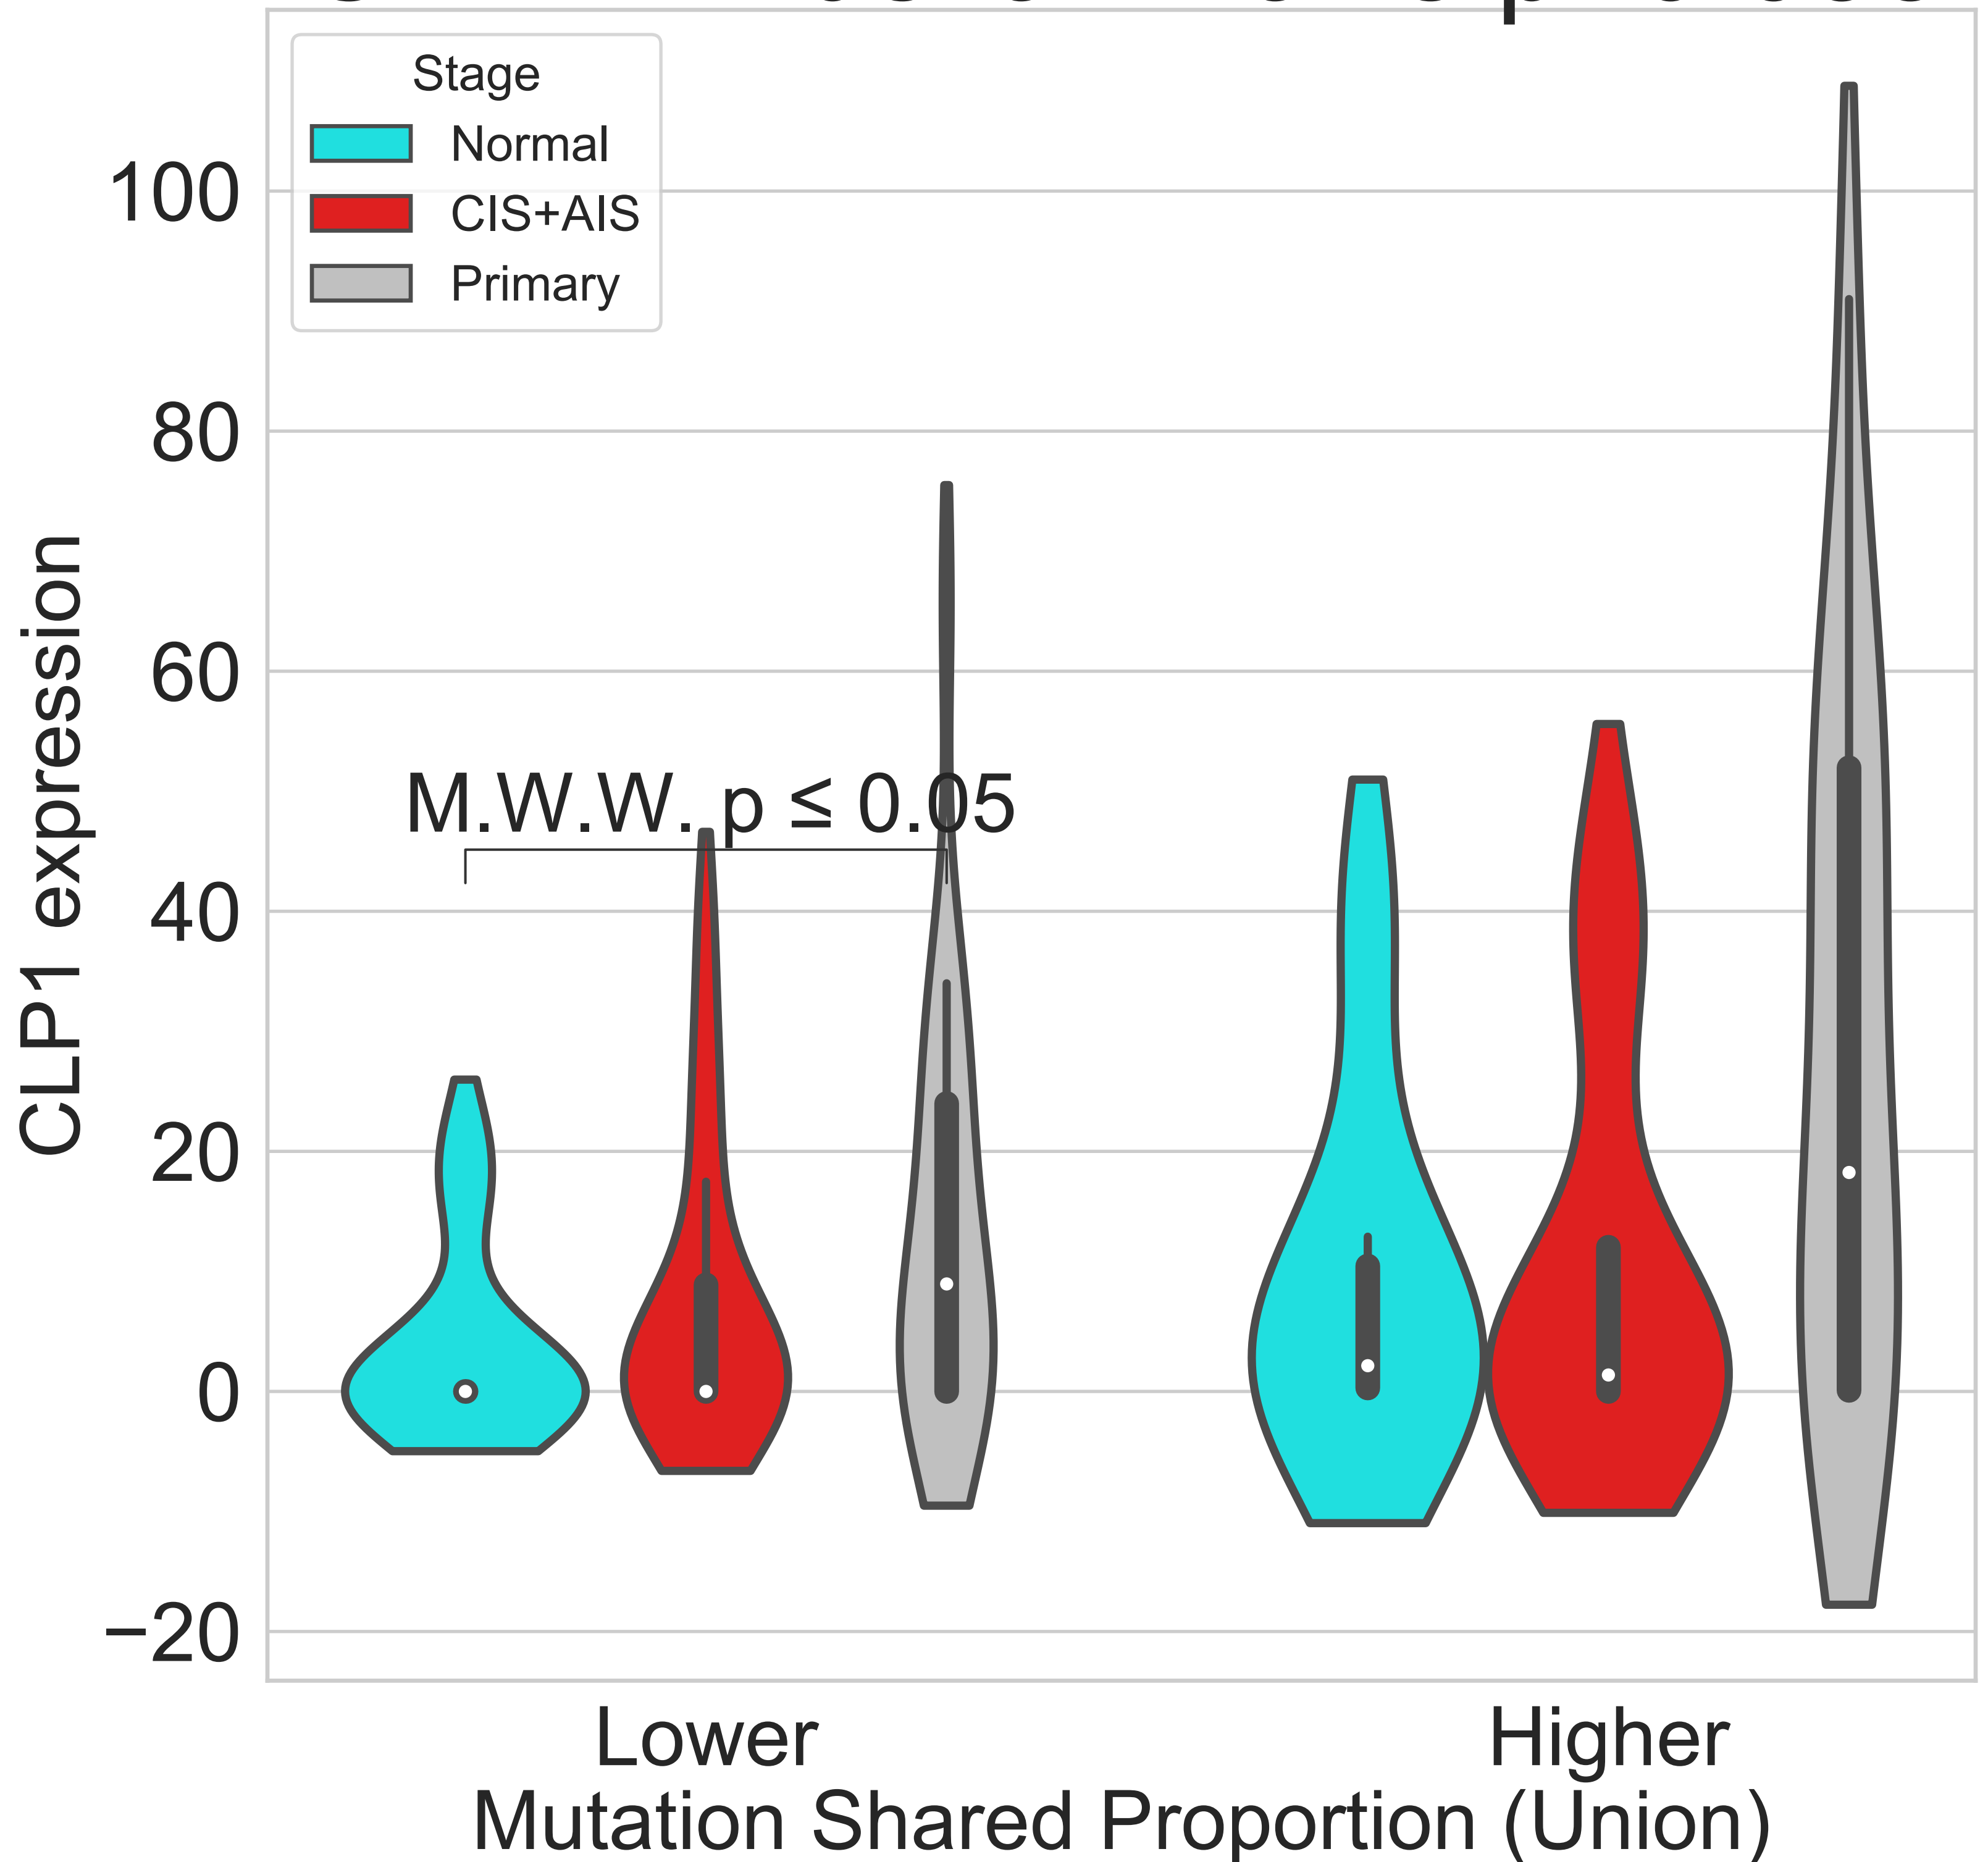 Stage
Normal
CIS+AIS
Primary
100
80
60
40
20
0
−20
CLP1 expression
M.W.W. p ≤ 0.05
Lower
Higher
Mutation Shared Proportion (Union)